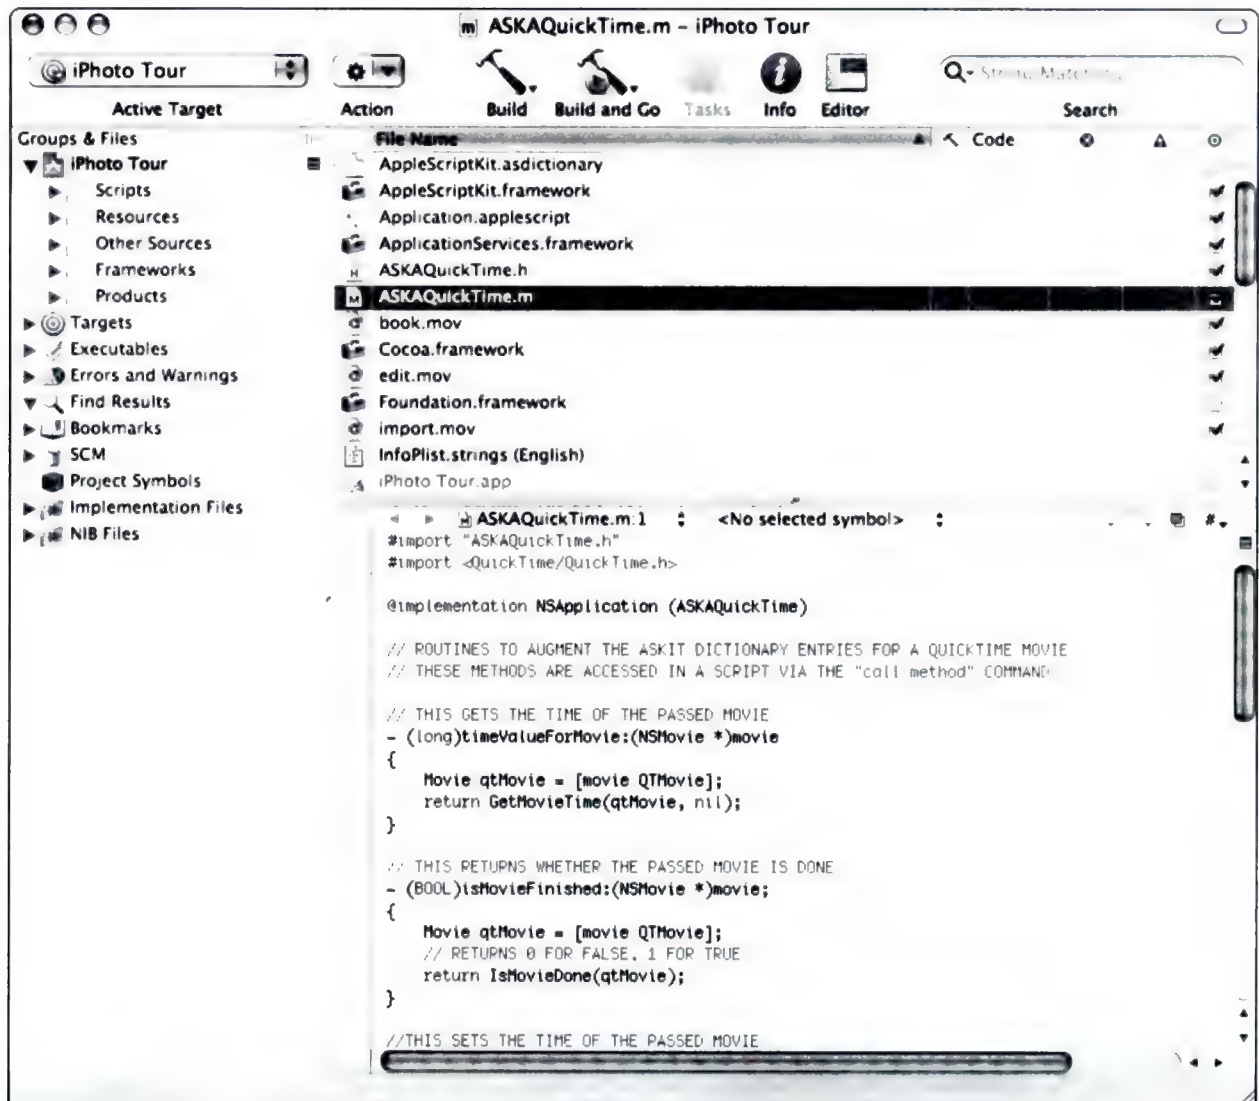 m ASKAQuickTime.m – iPhoto Tour
iPhoto Tour
Active Target Action Build Build and Go Tasks Info Editor Search
Groups & Files
iPhoto Tour
Scripts
Resources
Other Sources
Frameworks
Products
Targets
Executables
Errors and Warnings
Find Results
Bookmarks
SCM
Project Symbols
Implementation Files
NIB Files
File Name Code
AppleScriptKit.asdictionary
AppleScriptKit.framework
Application.applescript
ApplicationServices.framework
H ASKAQuickTime.h
M ASKAQuickTime.m
book.mov
Cocoa.framework
edit.mov
Foundation.framework
import.mov
InfoPlist.strings (English)
iPhoto Tour.app
ASKAQuickTime.m:1 <No selected symbol> #
#import "ASKAQuickTime.h"
#import <QuickTime/QuickTime.h>
@implementation NSApplication (ASKAQuickTime)
// ROUTINES TO AUGMENT THE ASKIT DICTIONARY ENTRIES FOR A QUICKTIME MOVIE
// THESE METHODS ARE ACCESSED IN A SCRIPT VIA THE "call method" COMMAND
// THIS GETS THE TIME OF THE PASSED MOVIE
- (long)timeValueForMovie:(NSMovie *)movie
{
Movie qtMovie = [movie QTMovie];
return GetMovieTime(qtMovie, nil);
}
// THIS RETURNS WHETHER THE PASSED MOVIE IS DONE
- (BOOL)isMovieFinished:(NSMovie *)movie;
{
Movie qtMovie = [movie QTMovie];
// RETURNS 0 FOR FALSE, 1 FOR TRUE
return IsMovieDone(qtMovie);
}
//THIS SETS THE TIME OF THE PASSED MOVIE